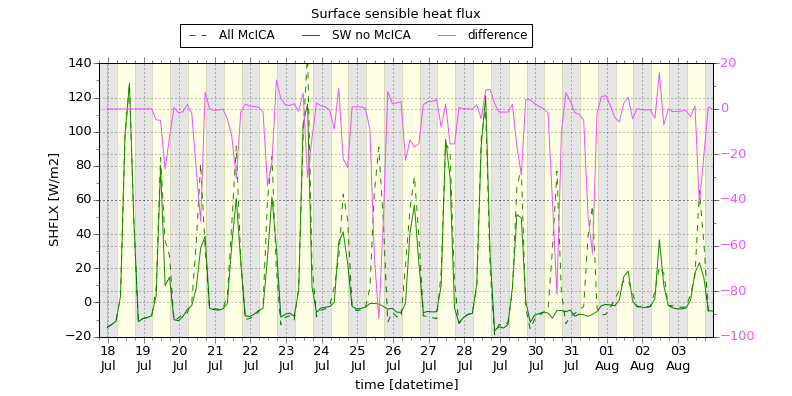 Surface sensible heat flux
All McICA SW no McICA difference
SHFLX [W/m2]
140
120
100
80
60
40
20
0
−20
20
0
−20
−40
−60
−80
−100
18 19 20 21 22 23 24 25 26 27 28 29 30 31 01 02 03
Jul Jul Jul Jul Jul Jul Jul Jul Jul Jul Jul Jul Jul Jul Aug Aug Aug
time [datetime]